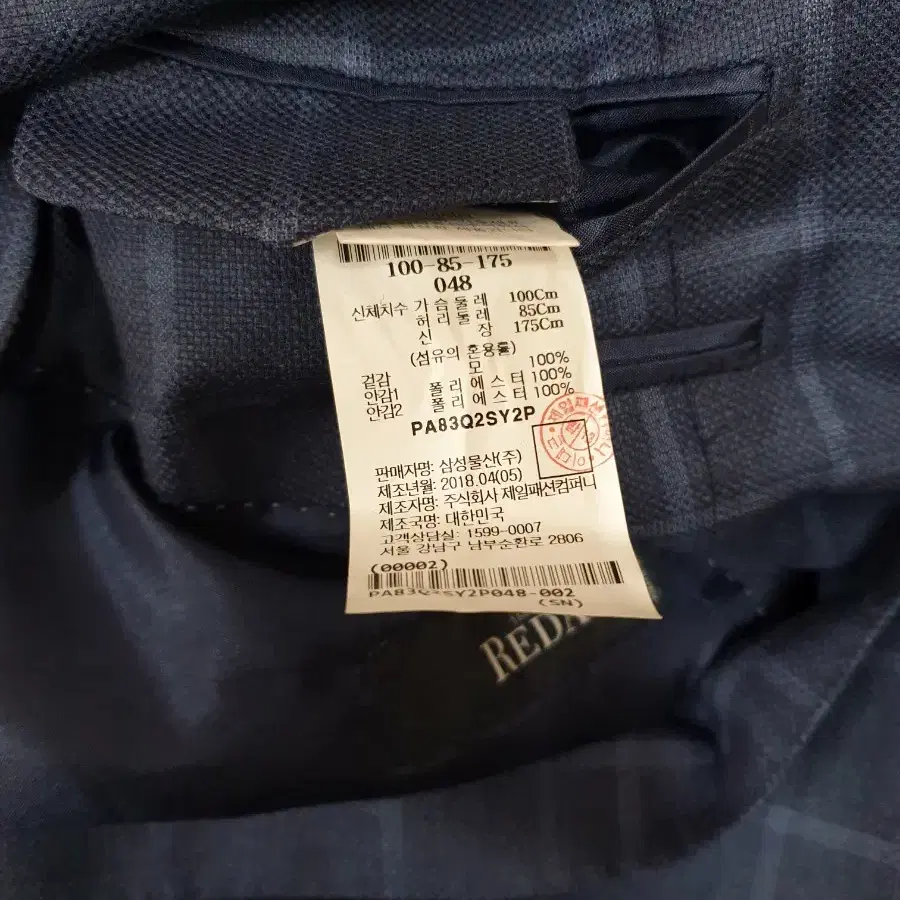 100-85-175
048
신체치수 가슴둘레 100Cm
허리둘레 85Cm
신 장 175Cm
(섬유의 혼용률)
겉감 모 100%
안감1 폴리에스터 100%
안감2 폴리에스터 100%
PA83Q2SY2P
판매자명: 삼성물산(주)
제조년월: 2018.04(05)
제조자명: 주식회사 제일패션컴퍼니
제조국명: 대한민국
고객상담실: 1599-0007
서울 강남구 남부순환로 2806
(00002)
PA83Q2SY2P048-002
(SN)
REDA